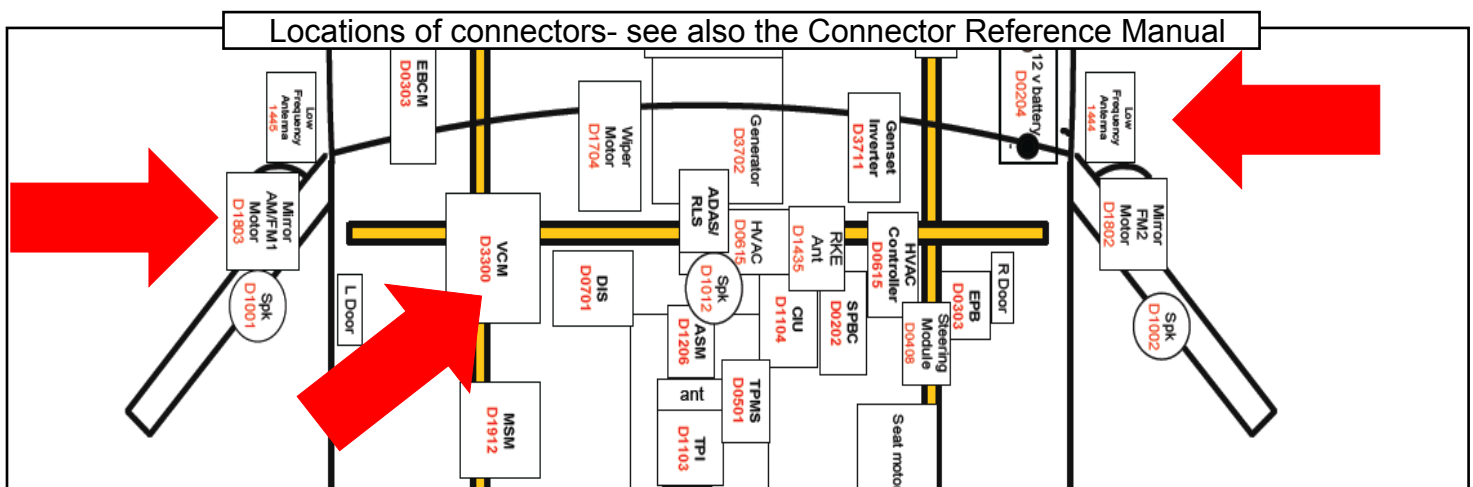 Locations of connectors- see also the Connector Reference Manual
Low
Frequency
Antenna
1445
EBCM
D0303
Wiper
Motor
D1704
Generator
D3702
Genset
Inverter
D3711
12 v battery
D0204
-
Low
Frequency
Antenna
1444
Mirror
AM/FM1
Motor
D1803
ADAS/
RLS
HVAC
D0615
RKE
Ant
D1435
HVAC
Controller
D0615
Mirror
FM2
Motor
D1802
VCM
D3300
DIS
D0701
Spk
D1012
CIU
D1104
SPBC
D0202
EPB
D0303
R Door
Spk
D1001
L Door
ASM
D1206
Steering
Module
D0408
Spk
D1002
ant
TPMS
D0501
MSM
D1912
TPI
D1103
Seat moto